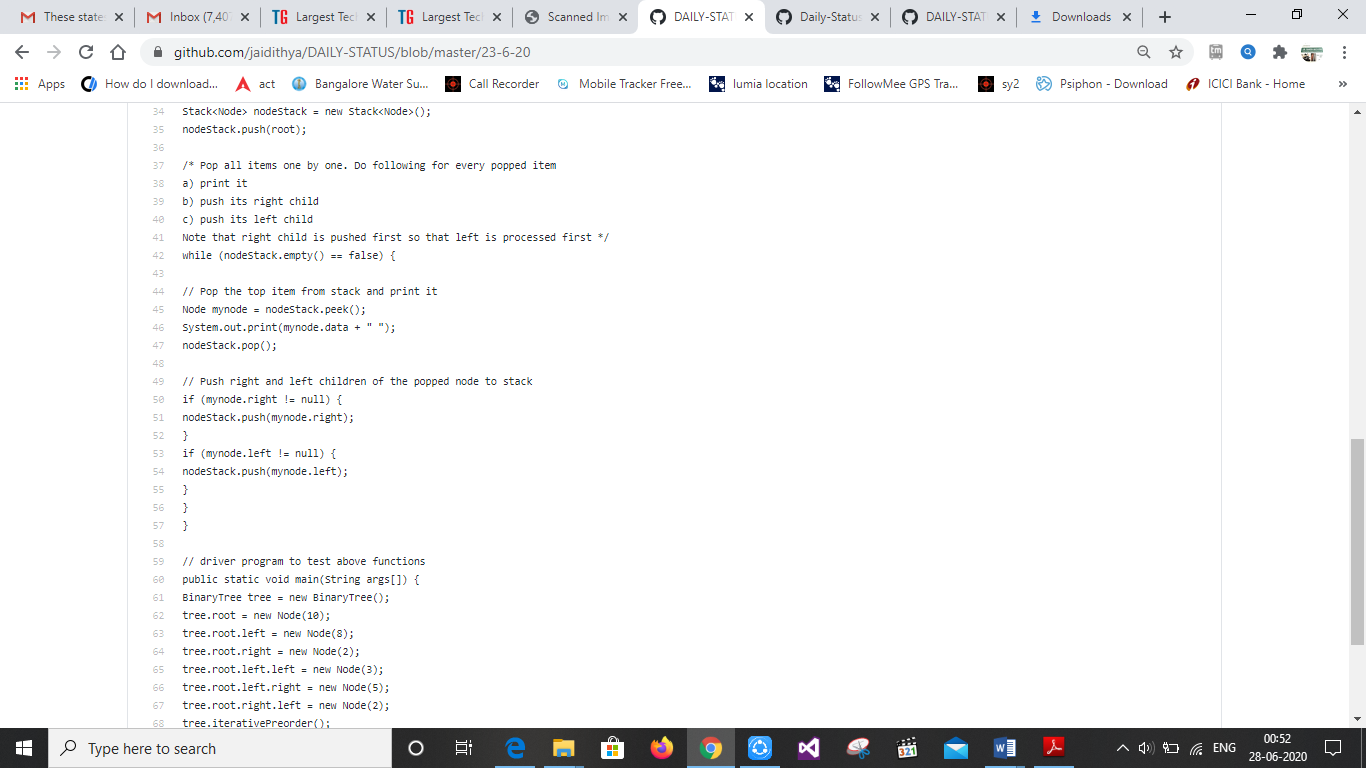 These state
Inbox (7,407
Largest Tech
Largest Tech
Scanned Im
DAILY-STAT
Daily-Status
DAILY-STAT
Downloads
github.com/jaidithya/DAILY-STATUS/blob/master/23-6-20
Apps
How do I download...
act
Bangalore Water Su...
Call Recorder
Mobile Tracker Free...
lumia location
FollowMee GPS Tra...
sy2
Psiphon - Download
ICICI Bank - Home
»
34 Stack<Node> nodeStack = new Stack<Node>();
35 nodeStack.push(root);
36
37 /* Pop all items one by one. Do following for every popped item
38 a) print it
39 b) push its right child
40 c) push its left child
41 Note that right child is pushed first so that left is processed first */
42 while (nodeStack.empty() == false) {
43
44 // Pop the top item from stack and print it
45 Node mynode = nodeStack.peek();
46 System.out.print(mynode.data + " ");
47 nodeStack.pop();
48
49 // Push right and left children of the popped node to stack
50 if (mynode.right != null) {
51 nodeStack.push(mynode.right);
52 }
53 if (mynode.left != null) {
54 nodeStack.push(mynode.left);
55 }
56 }
57 }
58
59 // driver program to test above functions
60 public static void main(String args[]) {
61 BinaryTree tree = new BinaryTree();
62 tree.root = new Node(10);
63 tree.root.left = new Node(8);
64 tree.root.right = new Node(2);
65 tree.root.left.left = new Node(3);
66 tree.root.left.right = new Node(5);
67 tree.root.right.left = new Node(2);
68 tree.iterativePreorder();
Type here to search
ENG
00:52
28-06-2020